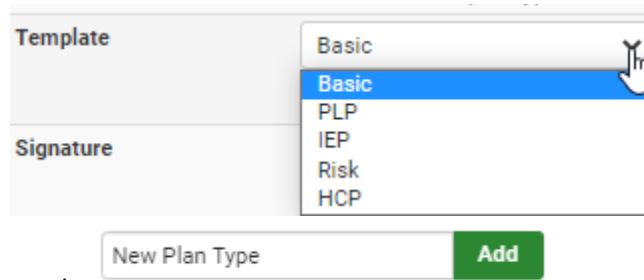 Template
Basic
Basic
PLP
IEP
Signature
Risk
HCP
New Plan Type Add